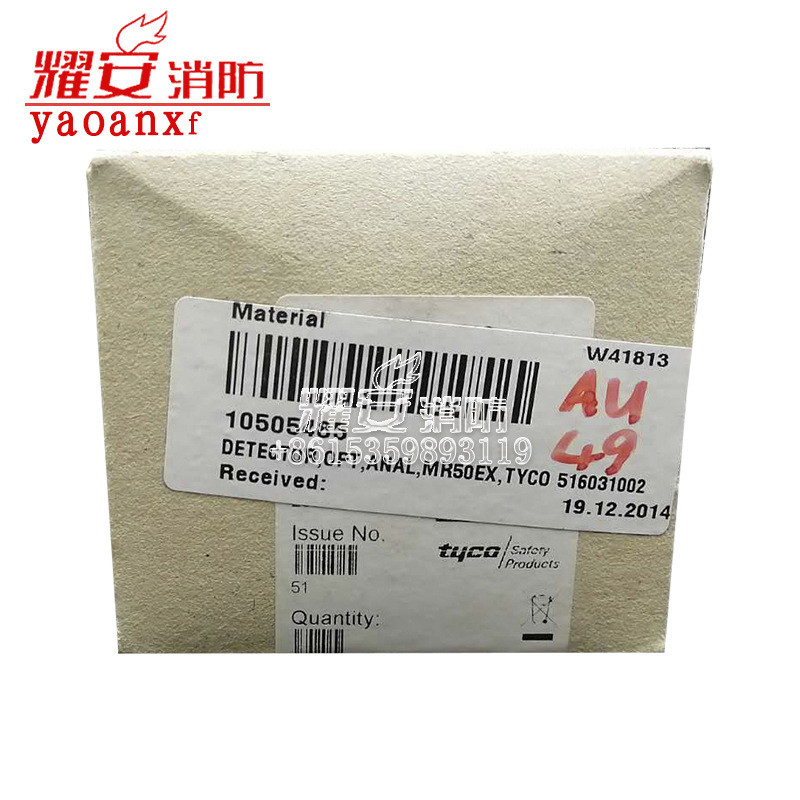 耀安消防
yaoanxf
Material
W41813
AU
49
耀安消防
+8615359893119
DETECTOR,OPT,ANAL,MR50EX,TYCO 516031002
Received:
19.12.2014
Issue No.
51
tyco Safety
Products
Quantity: